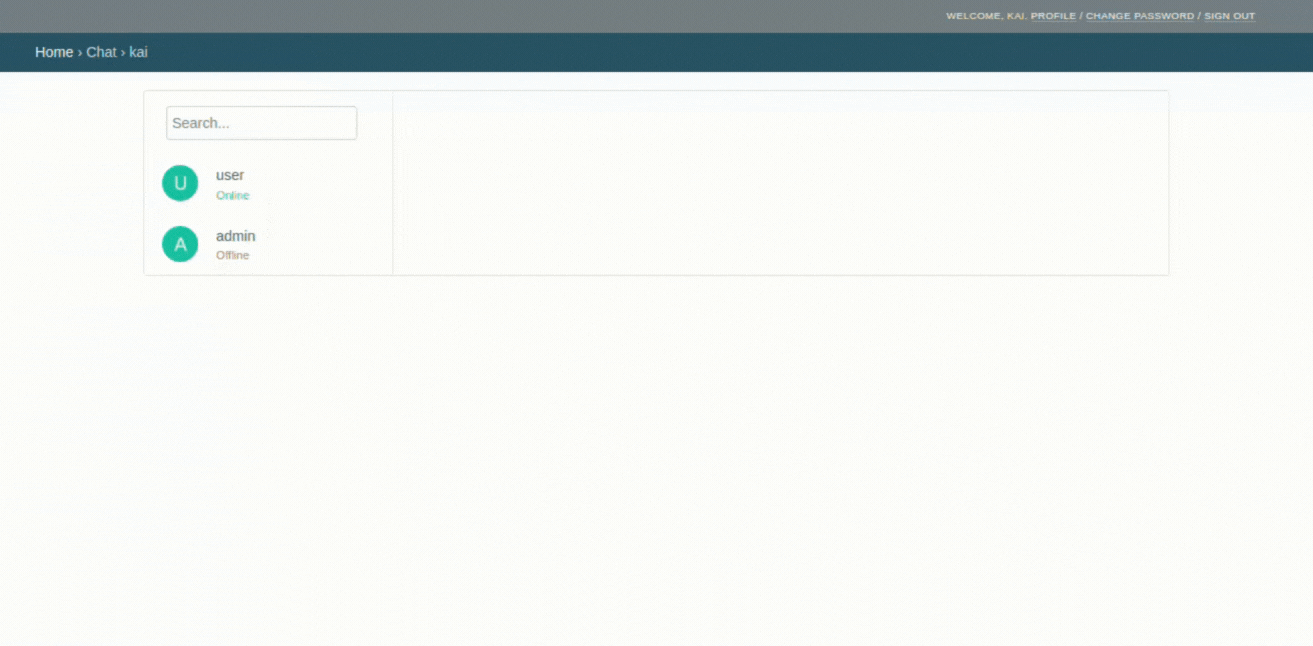 WELCOME, KAI. PROFILE / CHANGE PASSWORD / SIGN OUT
Home › Chat › kai
Search...
U
user
Online
A
admin
Offline